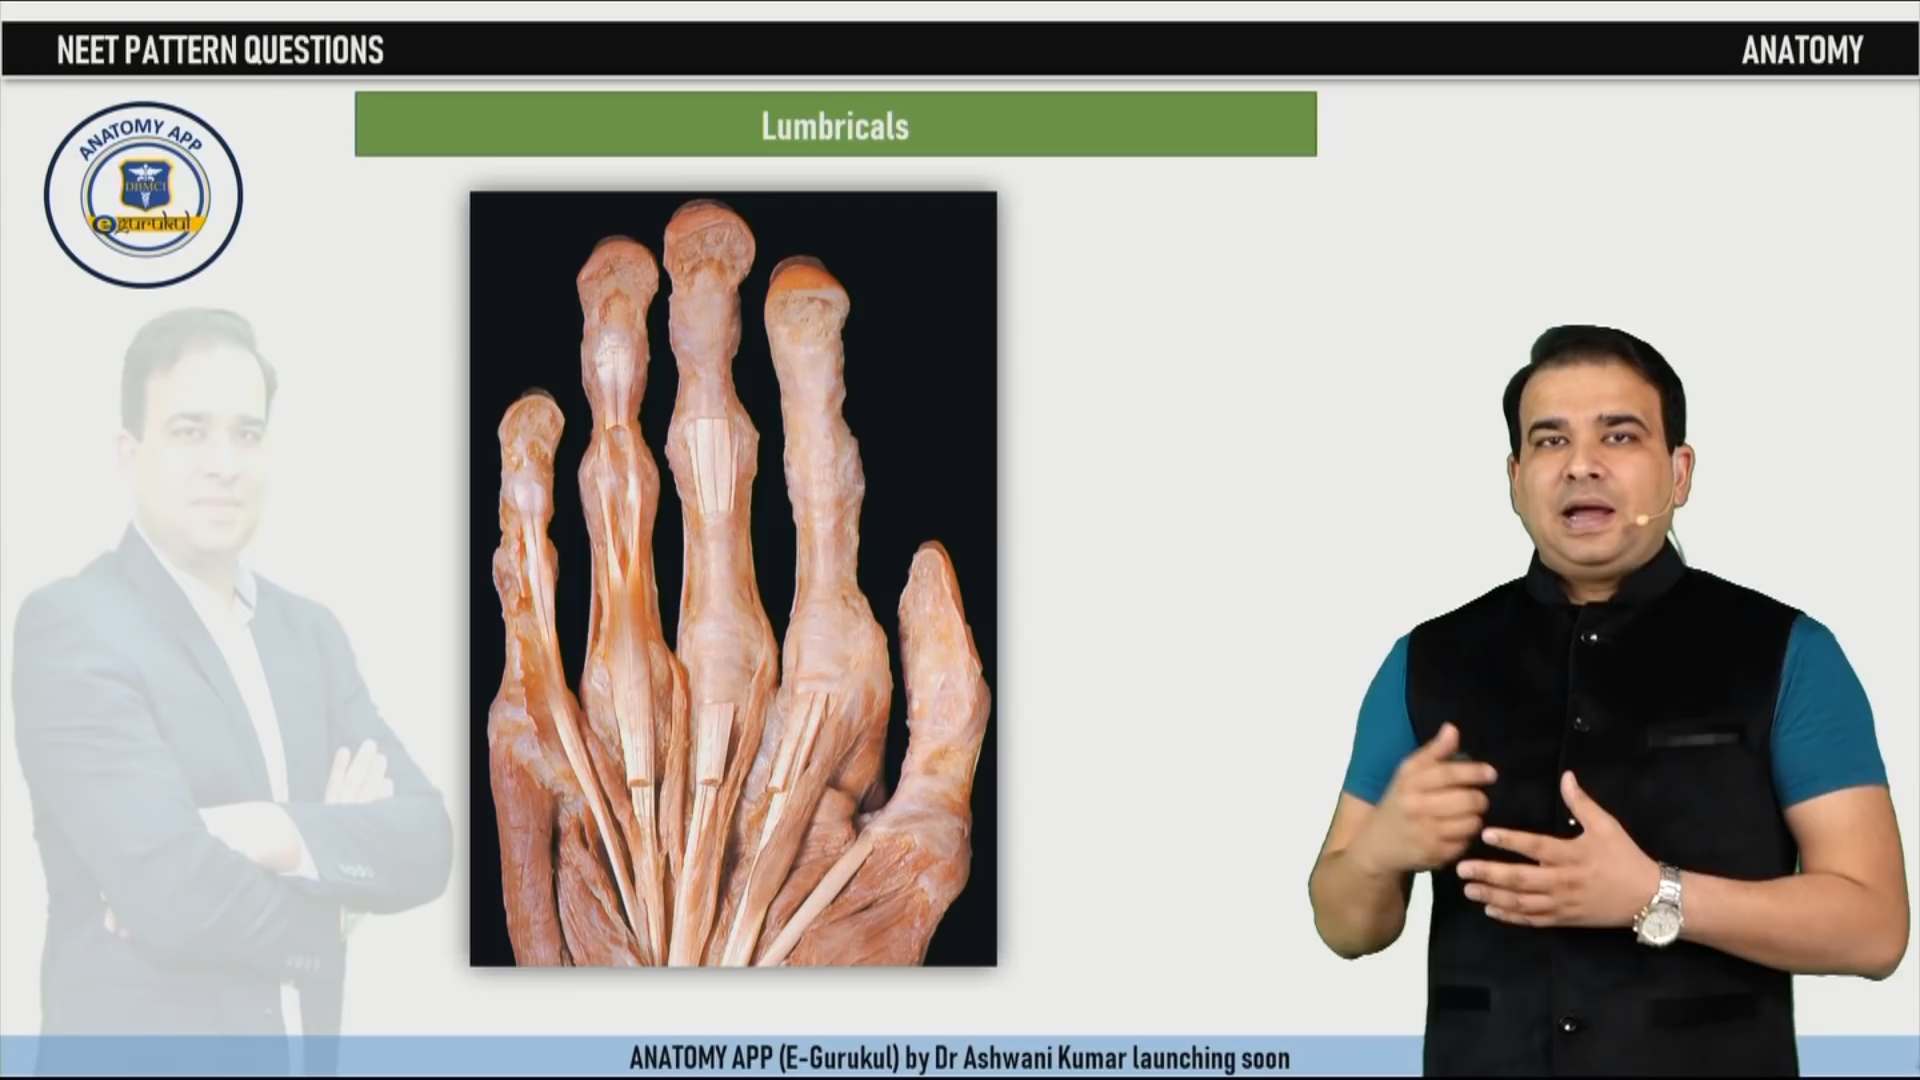 NEET PATTERN QUESTIONS
ANATOMY
Lumbricals
ANATOMY APP
DBMCI
egurukul
ANATOMY APP (E-Gurukul) by Dr Ashwani Kumar launching soon